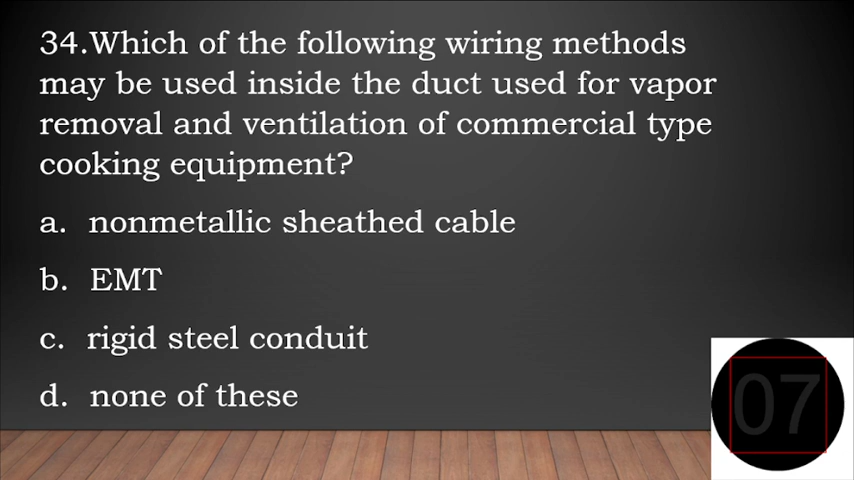 34.Which of the following wiring methods
may be used inside the duct used for vapor
removal and ventilation of commercial type
cooking equipment?
a. nonmetallic sheathed cable
b. EMT
c. rigid steel conduit
d. none of these
07